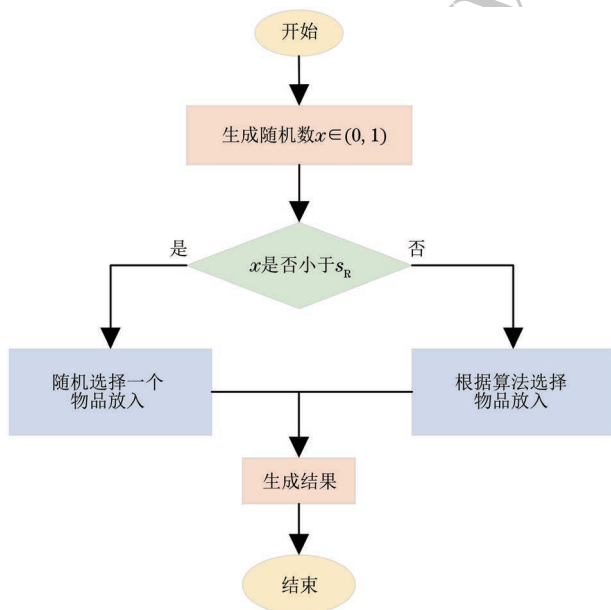 开始
生成随机数x∈(0, 1)
x是否小于s_R
是
否
随机选择一个
物品放入
根据算法选择
物品放入
生成结果
结束